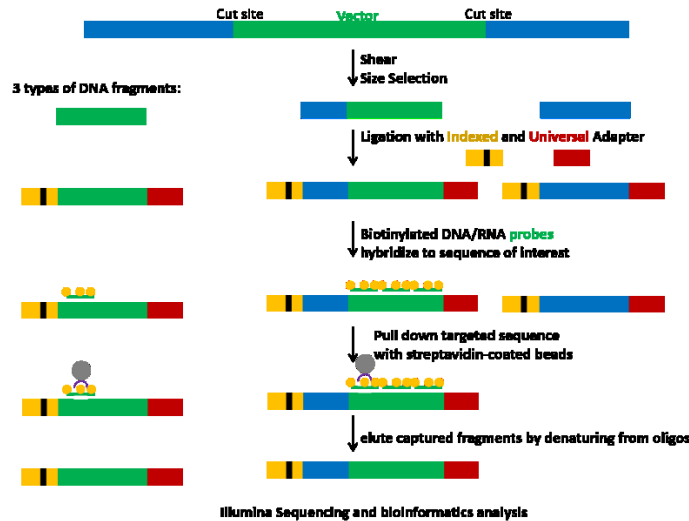 Cut site Vector Cut site
Shear
Size Selection
3 types of DNA fragments:
Ligation with Indexed and Universal Adapter
Biotinylated DNA/RNA probes
hybridize to sequence of interest
Pull down targeted sequence
with streptavidin-coated beads
elute captured fragments by denaturing from oligos
Illumina Sequencing and bioinformatics analysis